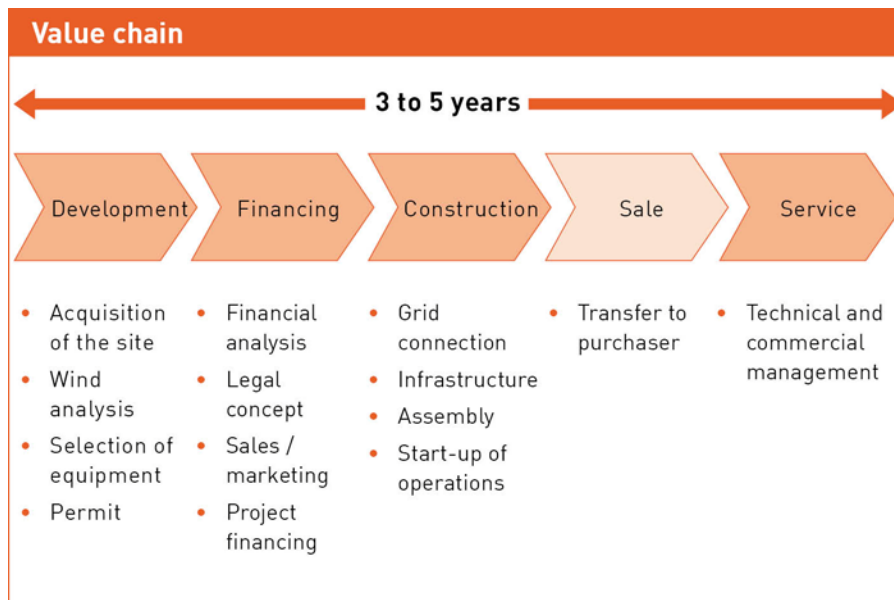 Value chain
3 to 5 years
Development
Financing
Construction
Sale
Service
• Acquisition
of the site
• Wind
analysis
• Selection of
equipment
• Permit
• Financial
analysis
• Legal
concept
• Sales /
marketing
• Project
financing
• Grid
connection
• Infrastructure
• Assembly
• Start-up of
operations
• Transfer to
purchaser
• Technical and
commercial
management